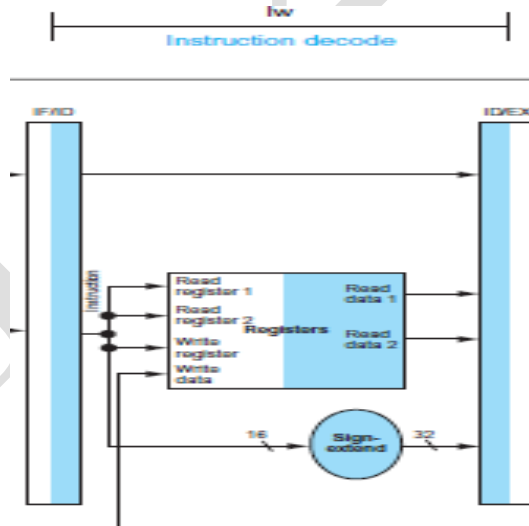 lw
Instruction decode
IF/ID
ID/EX
Instruction
Read
register 1
Read
register 2
Write
register
Write
data
Registers
Read
data 1
Read
data 2
16
Sign-
extend
32